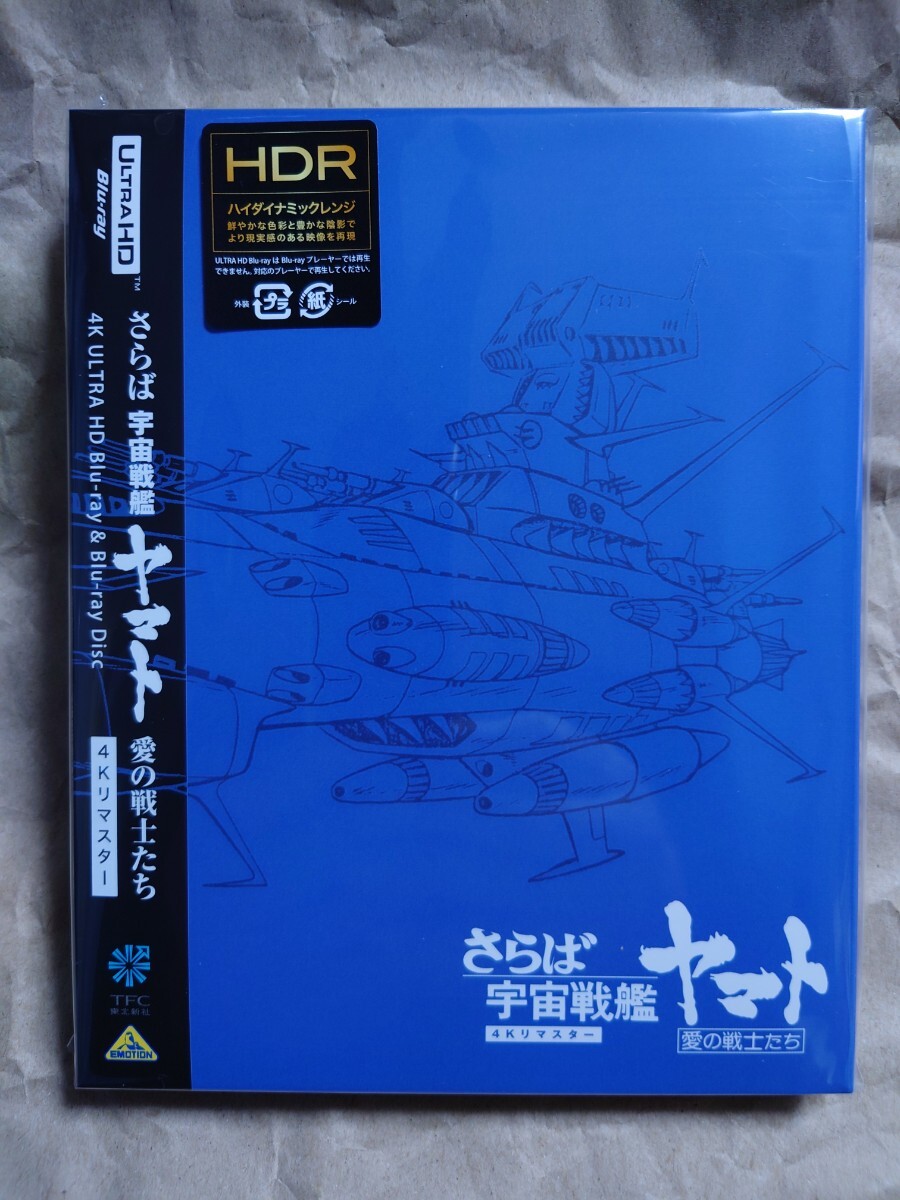 ULTRA HD
Blu-ray
TM
さらば 宇宙戦艦 ヤマト 愛の戦士たち
4K ULTRA HD Blu-ray & Blu-ray Disc
4Kリマスター
TFC
東北新社
EMOTION
HDR
ハイダイナミックレンジ
鮮やかな色彩と豊かな陰影で
より現実感のある映像を再現
ULTRA HD Blu-ray は Blu-ray プレーヤーでは再生
できません。対応のプレーヤーで再生してください。
外装 プラ 紙 シール
さらば
宇宙戦艦
ヤマト
4Kリマスター
愛の戦士たち